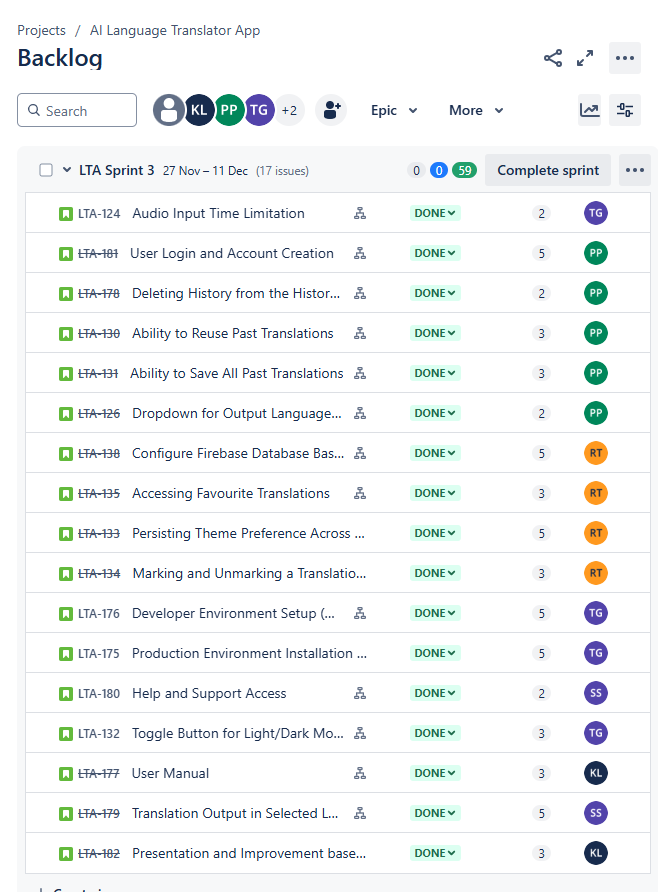 Projects / AI Language Translator App
Backlog
Search KL PP TG +2 Epic More
LTA Sprint 3 27 Nov – 11 Dec (17 issues) 0 0 59 Complete sprint
LTA-124 Audio Input Time Limitation DONE 2 TG
LTA-181 User Login and Account Creation DONE 5 PP
LTA-178 Deleting History from the Histor... DONE 2 PP
LTA-130 Ability to Reuse Past Translations DONE 3 PP
LTA-131 Ability to Save All Past Translations DONE 3 PP
LTA-126 Dropdown for Output Language... DONE 2 PP
LTA-138 Configure Firebase Database Bas... DONE 5 RT
LTA-135 Accessing Favourite Translations DONE 3 RT
LTA-133 Persisting Theme Preference Across ... DONE 5 RT
LTA-134 Marking and Unmarking a Translatio... DONE 3 RT
LTA-176 Developer Environment Setup (... DONE 5 TG
LTA-175 Production Environment Installation ... DONE 5 TG
LTA-180 Help and Support Access DONE 2 SS
LTA-132 Toggle Button for Light/Dark Mo... DONE 3 TG
LTA-177 User Manual DONE 3 KL
LTA-179 Translation Output in Selected L... DONE 5 SS
LTA-182 Presentation and Improvement base... DONE 3 KL